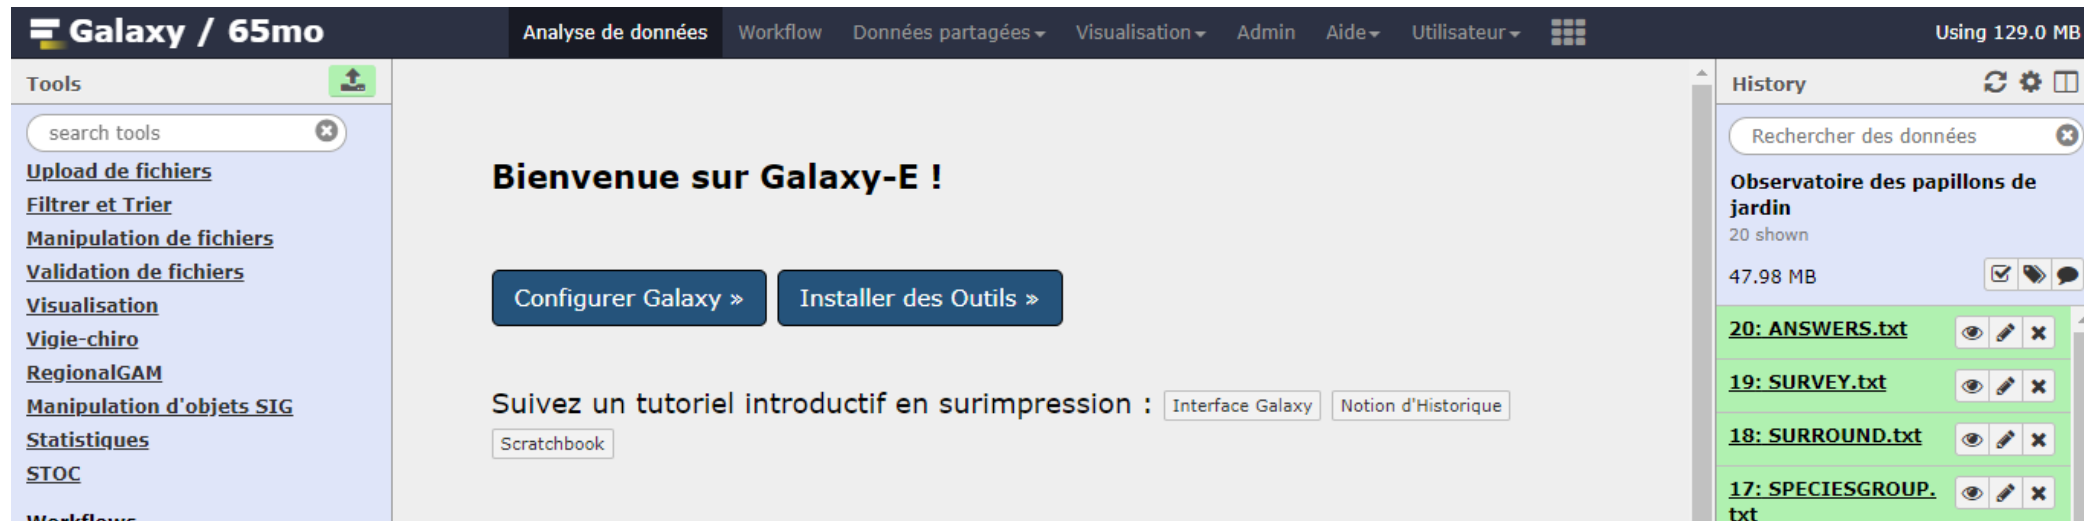 Galaxy / 65mo
Analyse de données Workflow Données partagées Visualisation Admin Aide Utilisateur
Using 129.0 MB
Tools
search tools
Upload de fichiers
Filtrer et Trier
Manipulation de fichiers
Validation de fichiers
Visualisation
Vigie-chiro
RegionalGAM
Manipulation d'objets SIG
Statistiques
STOC
Workflows
Bienvenue sur Galaxy-E !
Configurer Galaxy » Installer des Outils »
Suivez un tutoriel introductif en surimpression : Interface Galaxy Notion d'Historique
Scratchbook
History
Rechercher des données
Observatoire des papillons de
jardin
20 shown
47.98 MB
20: ANSWERS.txt
19: SURVEY.txt
18: SURROUND.txt
17: SPECIESGROUP.
txt